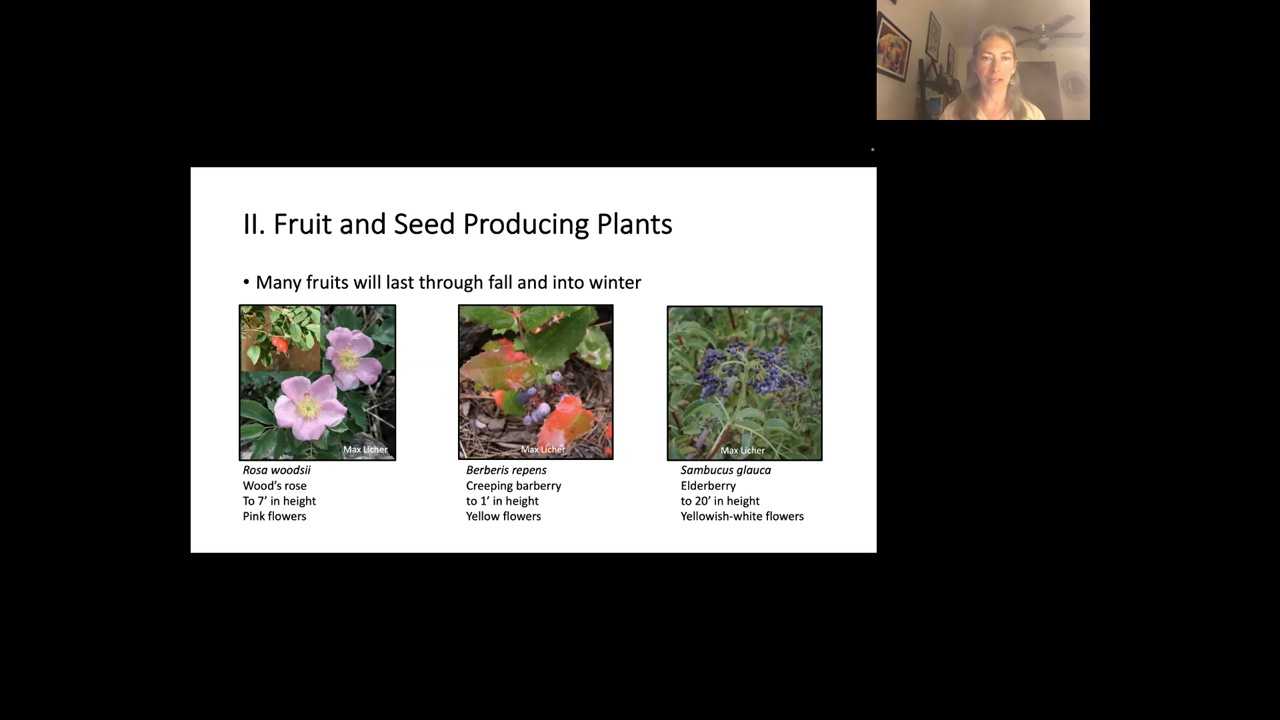 II. Fruit and Seed Producing Plants
• Many fruits will last through fall and into winter
Max Licher
Max Licher
Max Licher
Rosa woodsii
Wood’s rose
To 7’ in height
Pink flowers
Berberis repens
Creeping barberry
to 1’ in height
Yellow flowers
Sambucus glauca
Elderberry
to 20’ in height
Yellowish-white flowers